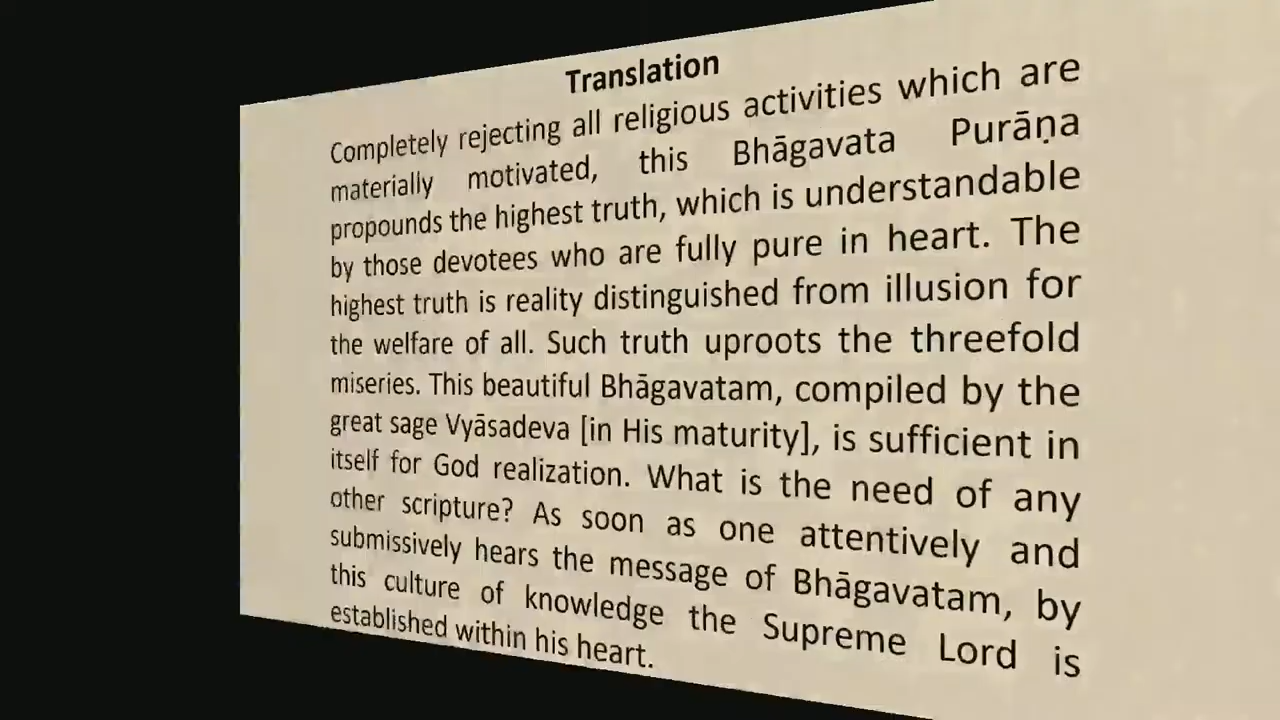 Translation
Completely rejecting all religious activities which are
materially motivated, this Bhāgavata Purāṇa
propounds the highest truth, which is understandable
by those devotees who are fully pure in heart. The
highest truth is reality distinguished from illusion for
the welfare of all. Such truth uproots the threefold
miseries. This beautiful Bhāgavatam, compiled by the
great sage Vyāsadeva [in His maturity], is sufficient in
itself for God realization. What is the need of any
other scripture? As soon as one attentively and
submissively hears the message of Bhāgavatam, by
this culture of knowledge the Supreme Lord is
established within his heart.